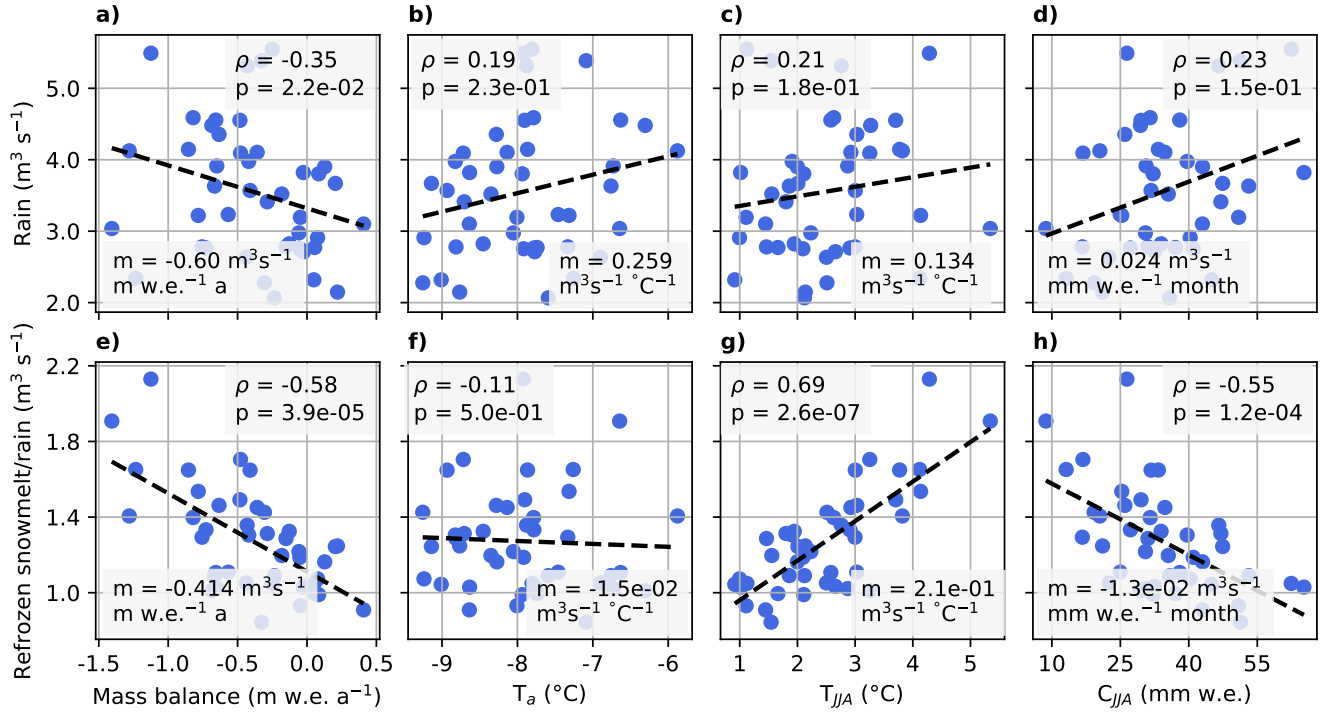 a)
b)
c)
d)
Rain (m³ s⁻¹)
5.0
4.0
3.0
2.0
ρ = -0.35
p = 2.2e-02
m = -0.60 m³s⁻¹
m w.e.⁻¹ a
ρ = 0.19
p = 2.3e-01
m = 0.259
m³s⁻¹ °C⁻¹
ρ = 0.21
p = 1.8e-01
m = 0.134
m³s⁻¹ °C⁻¹
ρ = 0.23
p = 1.5e-01
m = 0.024 m³s⁻¹
mm w.e.⁻¹ month
e)
f)
g)
h)
Refrozen snowmelt/rain (m³ s⁻¹)
2.2
1.8
1.4
1.0
ρ = -0.58
p = 3.9e-05
m = -0.414 m³s⁻¹
m w.e.⁻¹ a
ρ = -0.11
p = 5.0e-01
m = -1.5e-02
m³s⁻¹ °C⁻¹
ρ = 0.69
p = 2.6e-07
m = 2.1e-01
m³s⁻¹ °C⁻¹
ρ = -0.55
p = 1.2e-04
m = -1.3e-02 m³s⁻¹
mm w.e.⁻¹ month
-1.5 -1.0 -0.5 0.0 0.5
-9 -8 -7 -6
1 2 3 4 5
10 25 40 55
Mass balance (m w.e. a⁻¹)
Tₐ (°C)
T_JJA (°C)
C_JJA (mm w.e.)